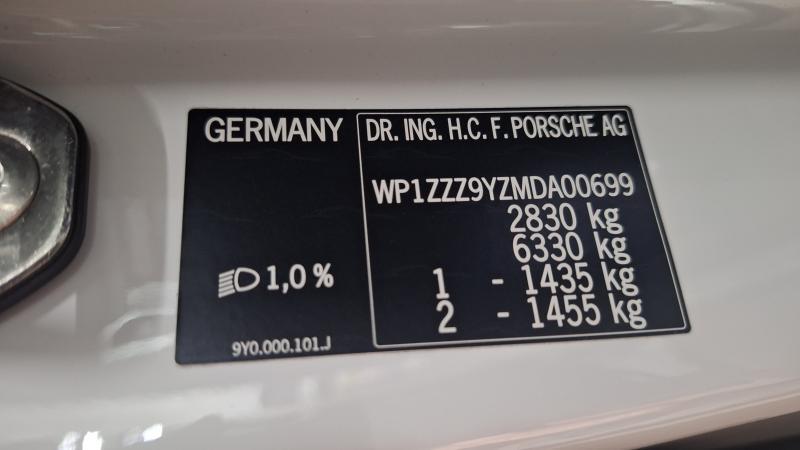 GERMANY
1,0 %
9Y0.000.101.J
DR. ING. H.C. F. PORSCHE AG
WP1ZZZ9YZMDA00699
2830 kg
6330 kg
1 - 1435 kg
2 - 1455 kg